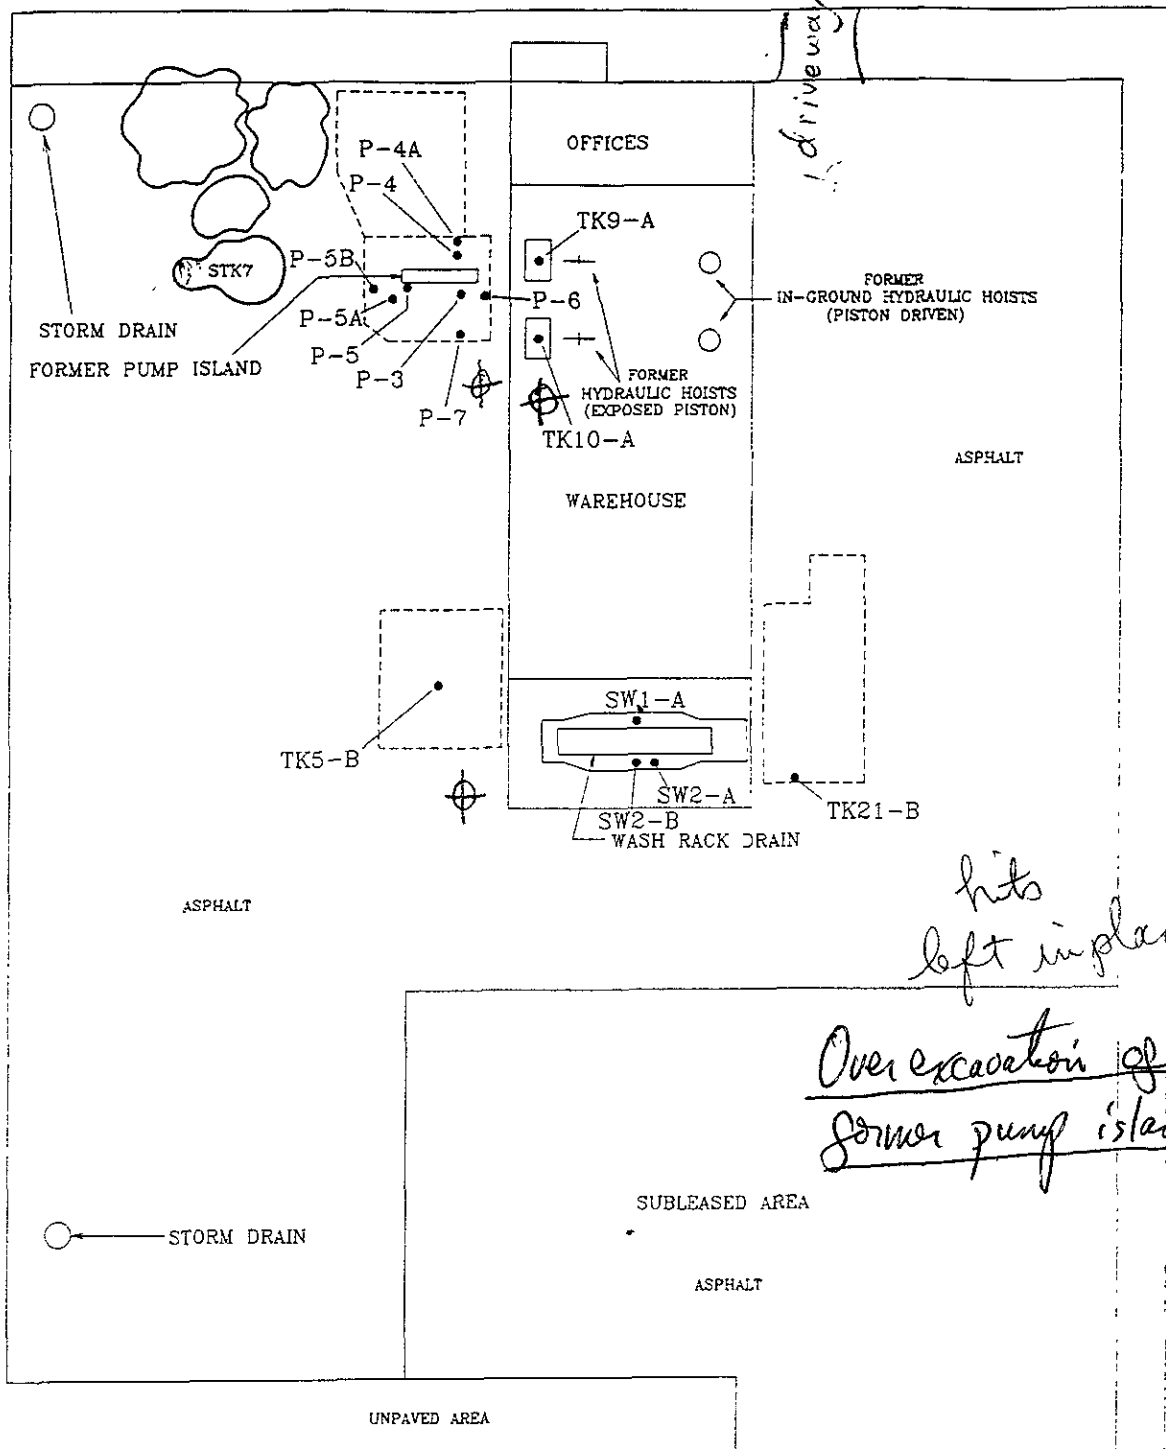 driveway
OFFICES
P-4A
P-4
TK9-A
STK7
P-5B
P-6
FORMER
IN-GROUND HYDRAULIC HOISTS
(PISTON DRIVEN)
P-5A
STORM DRAIN
P-5
FORMER PUMP ISLAND
P-3
FORMER
HYDRAULIC HOISTS
(EXPOSED PISTON)
P-7
TK10-A
ASPHALT
WAREHOUSE
SW1-A
TK5-B
SW2-A
TK21-B
SW2-B
WASH RACK DRAIN
hits
left in
ASPHALT
Over excavation of
former pump
SUBLEASED AREA
STORM DRAIN
ASPHALT
UNPAVED AREA